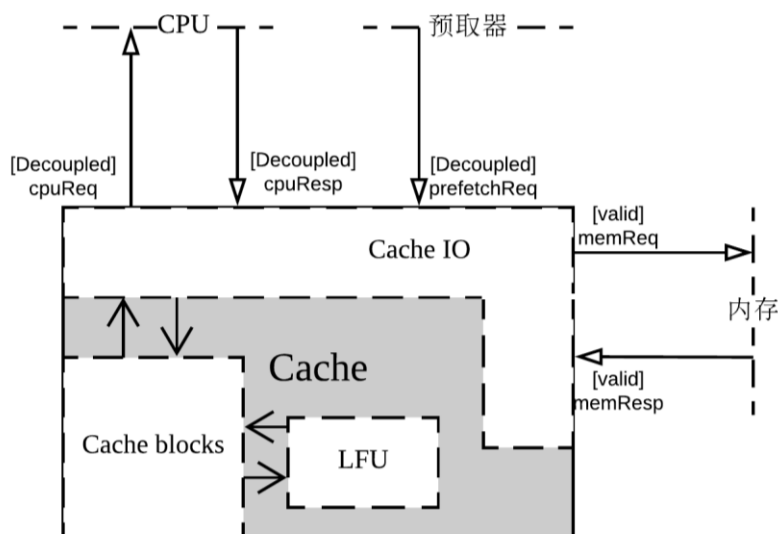 CPU
预取器
[Decoupled]
cpuReq
[Decoupled]
cpuResp
[Decoupled]
prefetchReq
[valid]
memReq
Cache IO
内存
Cache
[valid]
memResp
Cache blocks
LFU